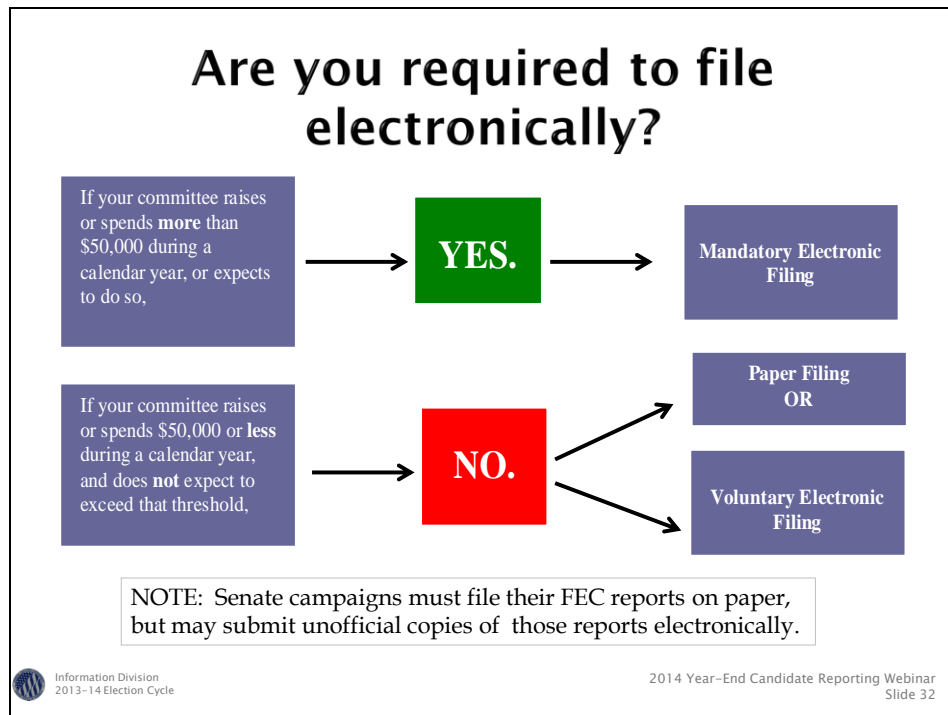 Are you required to file
electronically?
If your committee raises
or spends more than
$50,000 during a
calendar year, or expects
to do so,
YES.
Mandatory Electronic
Filing
If your committee raises
or spends $50,000 or less
during a calendar year,
and does not expect to
exceed that threshold,
NO.
Paper Filing
OR
Voluntary Electronic
Filing
NOTE: Senate campaigns must file their FEC reports on paper,
but may submit unofficial copies of those reports electronically.
Information Division
2013-14 Election Cycle
2014 Year-End Candidate Reporting Webinar
Slide 32